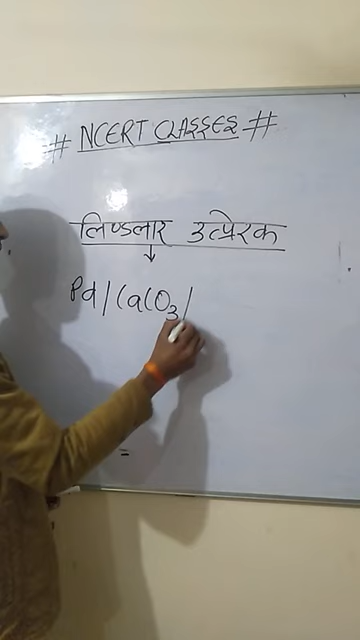 # NCERT CLASSES #
लिण्डलार उत्प्रेरक
↓
Pd/CaCO₃/